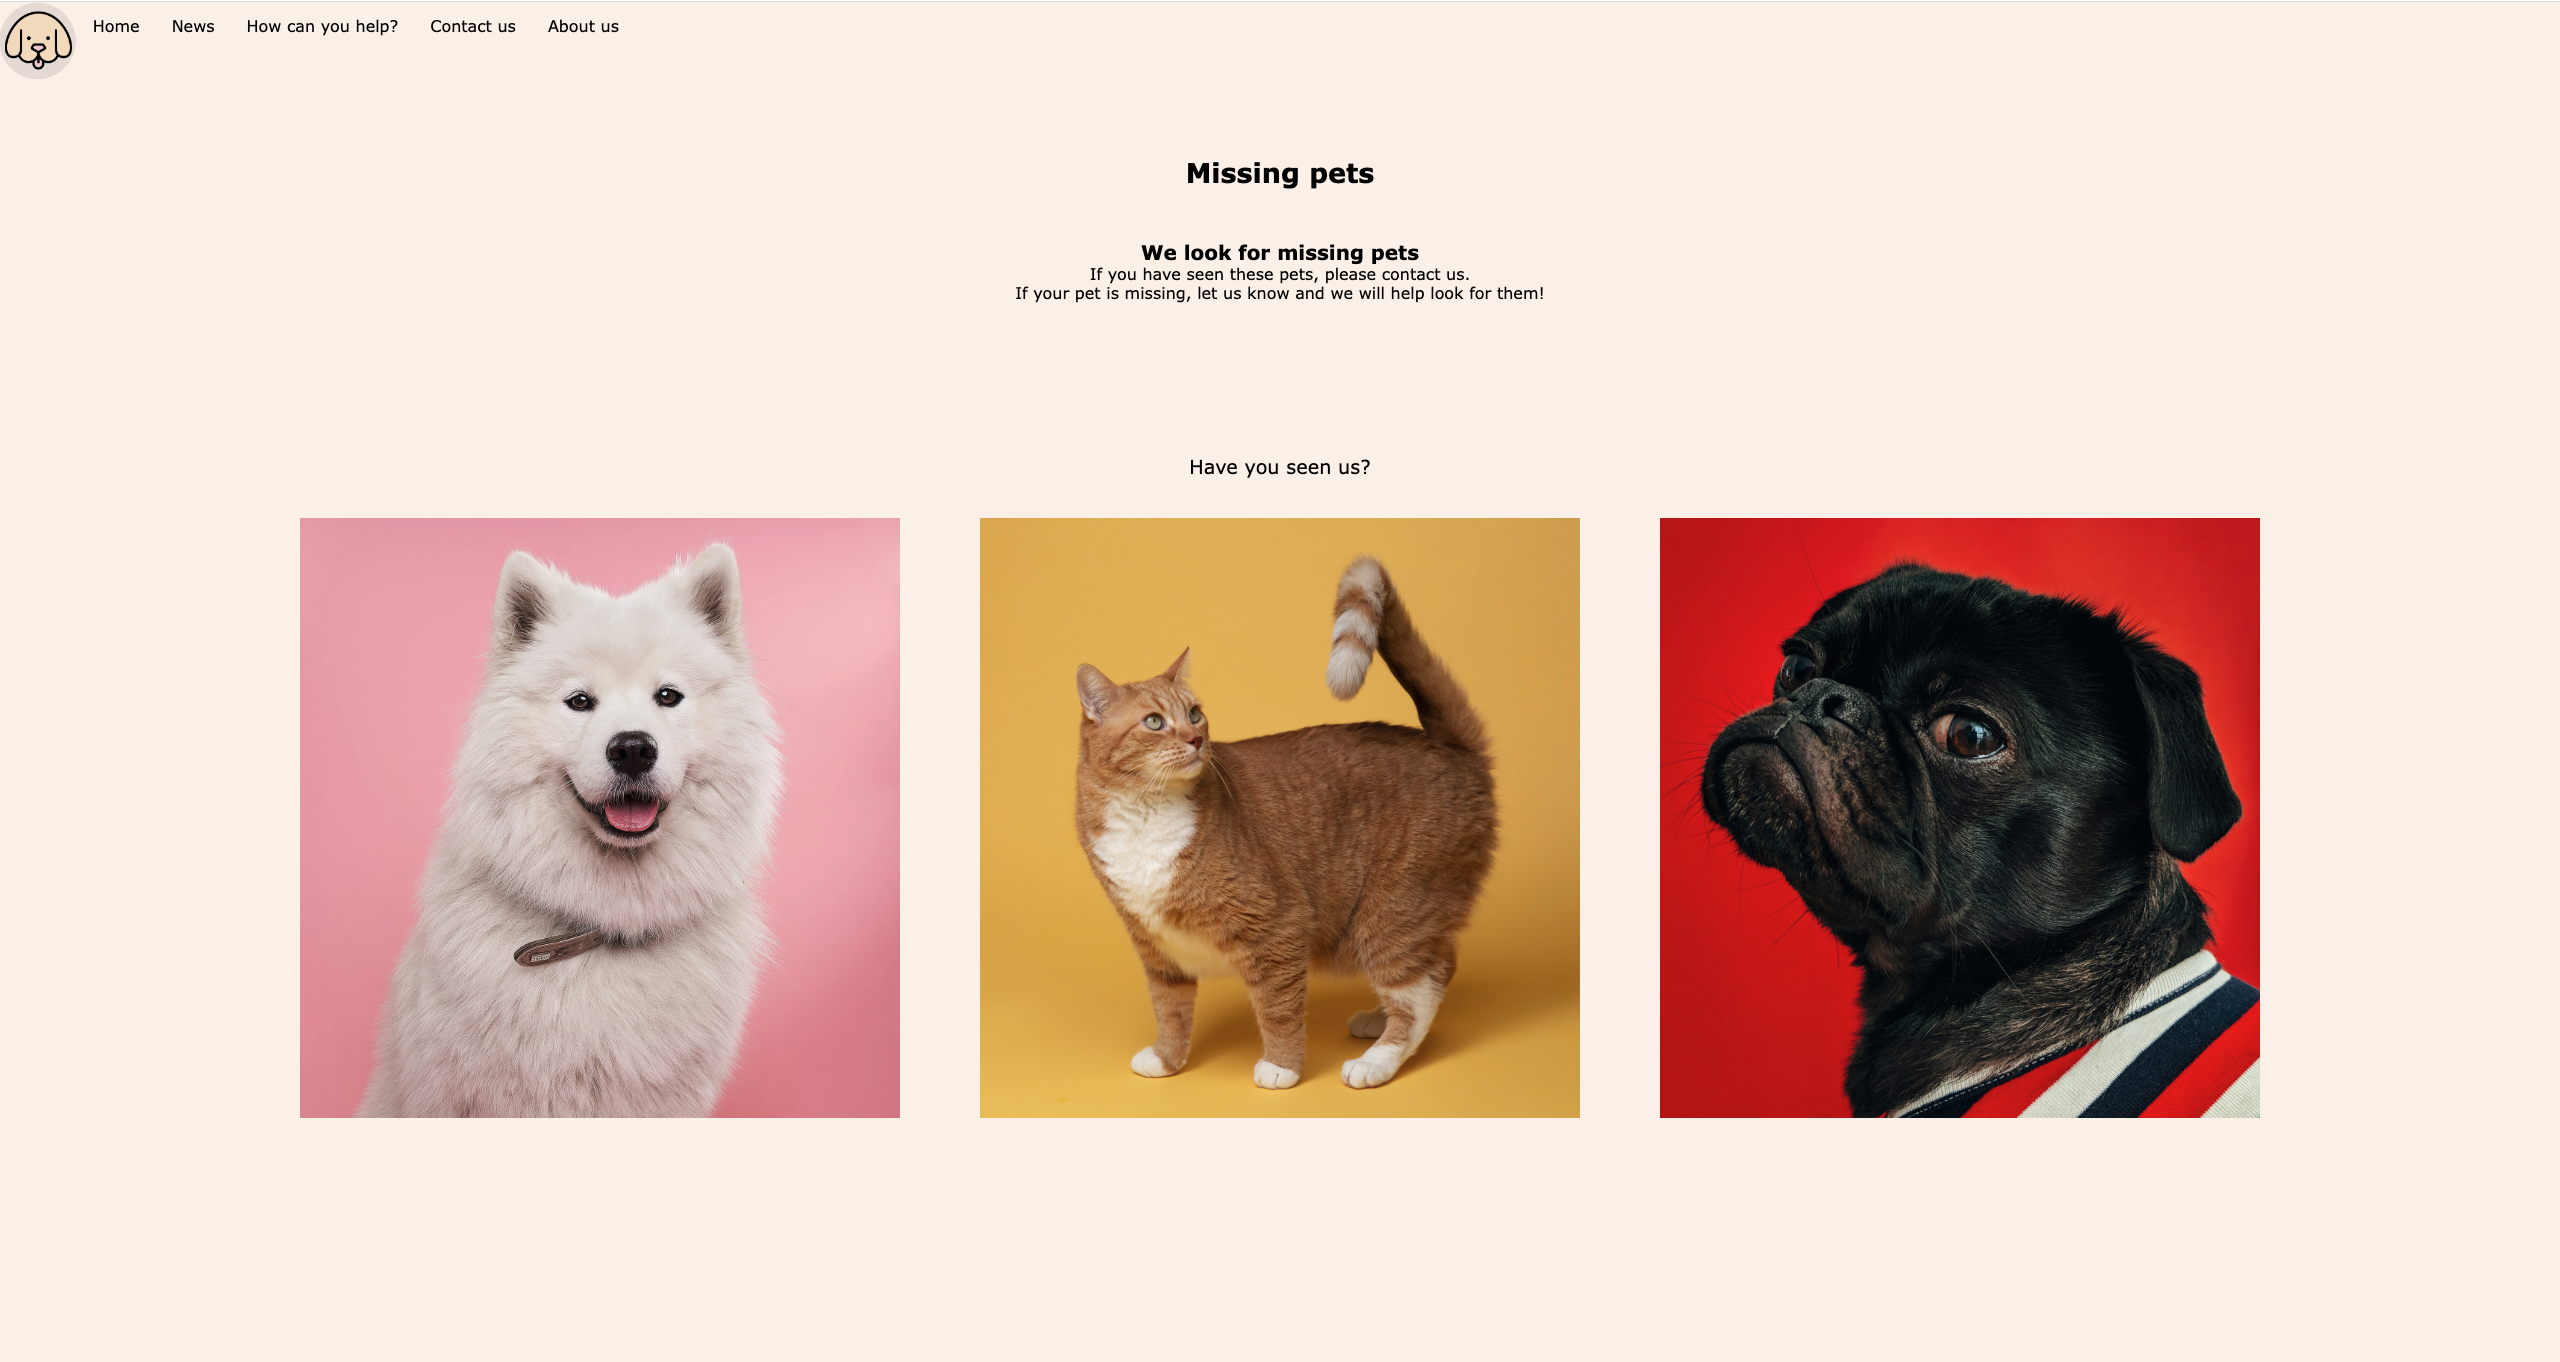 Home News How can you help? Contact us About us
Missing pets
We look for missing pets
If you have seen these pets, please contact us.
If your pet is missing, let us know and we will help look for them!
Have you seen us?